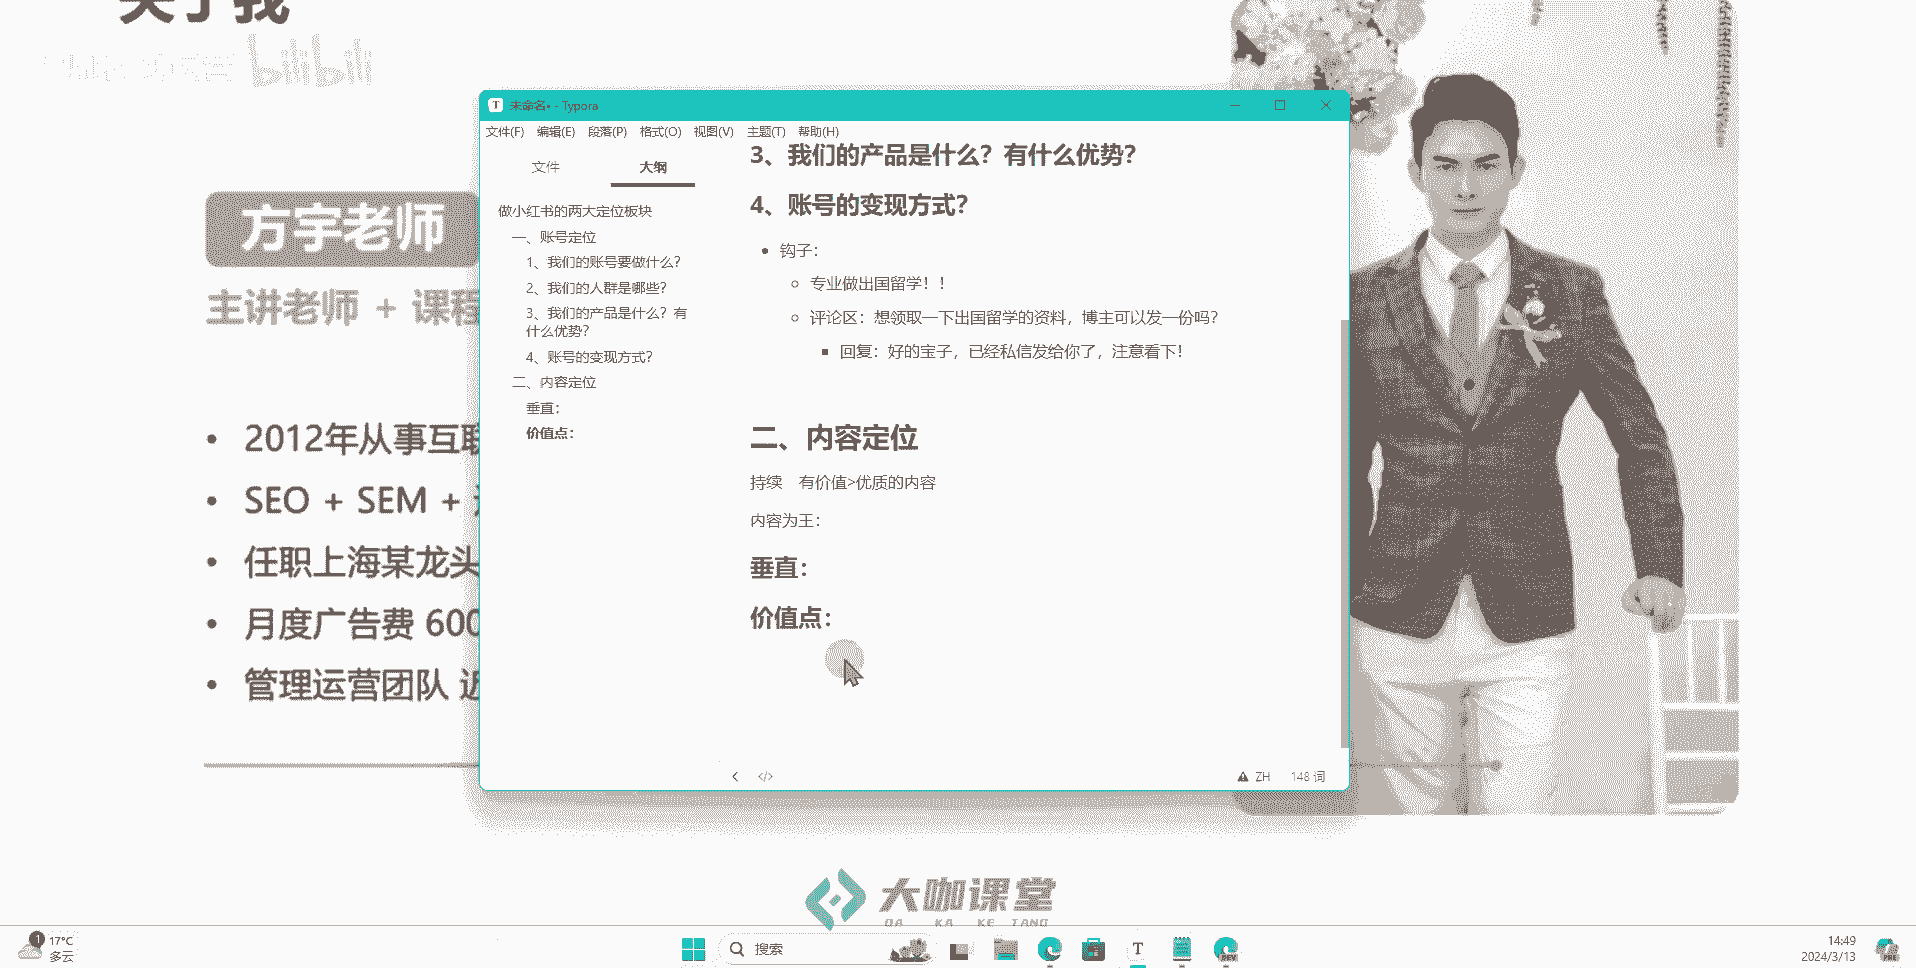 关于我
bilibili
方宇老师
主讲老师 + 课程
2012年从事互联
SEO + SEM +
任职上海某龙头
月度广告费 600
管理运营团队 近
未命名• - Typora
文件(F) 编辑(E) 段落(P) 格式(O) 视图(V) 主题(T) 帮助(H)
文件 大纲
做小红书的两大定位板块
一、账号定位
1、我们的账号要做什么？
2、我们的人群是哪些？
3、我们的产品是什么？有
什么优势？
4、账号的变现方式？
二、内容定位
垂直：
价值点：
3、我们的产品是什么？有什么优势？
4、账号的变现方式？
钩子：
专业做出国留学！！
评论区：想领取一下出国留学的资料，博主可以发一份吗？
回复：好的宝子，已经私信发给你了，注意看下！
二、内容定位
持续 有价值>优质的内容
内容为王：
垂直：
价值点：
ZH 148 词
大咖课堂
DA KA KE TANG
1 17°C
多云
搜索
14:49
2024/3/13